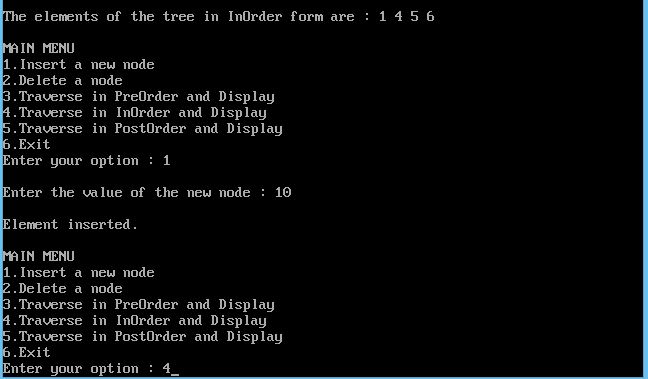 The elements of the tree in InOrder form are : 1 4 5 6
MAIN MENU
1.Insert a new node
2.Delete a node
3.Traverse in PreOrder and Display
4.Traverse in InOrder and Display
5.Traverse in PostOrder and Display
6.Exit
Enter your option : 1
Enter the value of the new node : 10
Element inserted.
MAIN MENU
1.Insert a new node
2.Delete a node
3.Traverse in PreOrder and Display
4.Traverse in InOrder and Display
5.Traverse in PostOrder and Display
6.Exit
Enter your option : 4_